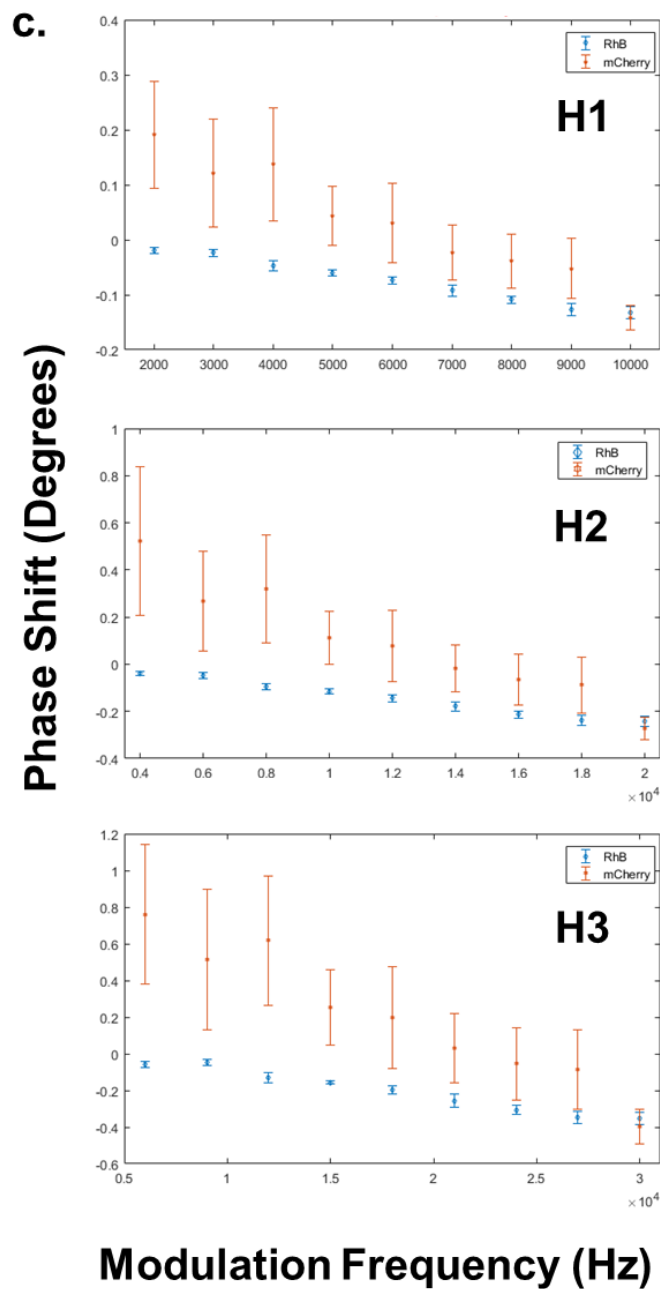 c.
Phase Shift (Degrees)
0.4
0.3
0.2
0.1
0
-0.1
-0.2
RhB
mCherry
H1
2000 3000 4000 5000 6000 7000 8000 9000 10000
1
0.8
0.6
0.4
0.2
0
-0.2
-0.4
RhB
mCherry
H2
0.4 0.6 0.8 1 1.2 1.4 1.6 1.8 2
× 10⁴
1.2
1
0.8
0.6
0.4
0.2
0
-0.2
-0.4
-0.6
RhB
mCherry
H3
0.5 1 1.5 2 2.5 3
× 10⁴
Modulation Frequency (Hz)